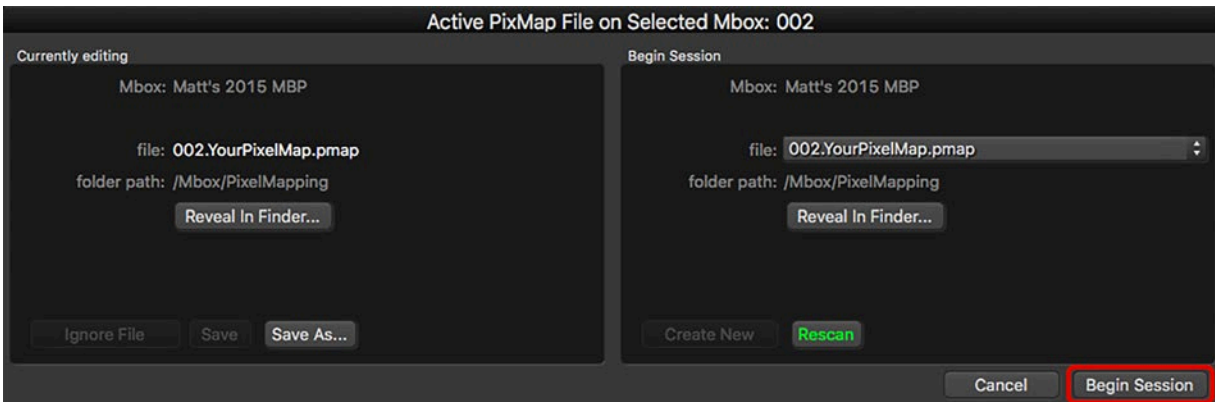 Active PixMap File on Selected Mbox: 002
Currently editing
Mbox: Matt's 2015 MBP
file: 002.YourPixelMap.pmap
folder path: /Mbox/PixelMapping
Reveal In Finder...
Ignore File Save Save As...
Begin Session
Mbox: Matt's 2015 MBP
file: 002.YourPixelMap.pmap
folder path: /Mbox/PixelMapping
Reveal In Finder...
Create New Rescan
Cancel Begin Session